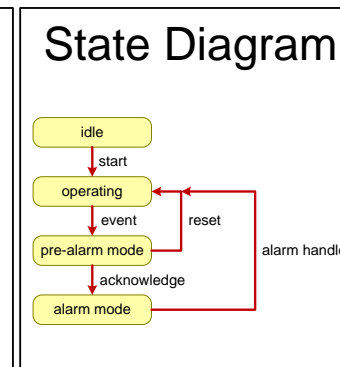 State Diagram
idle
start
operating
event
reset
pre-alarm mode
alarm handle
acknowledge
alarm mode